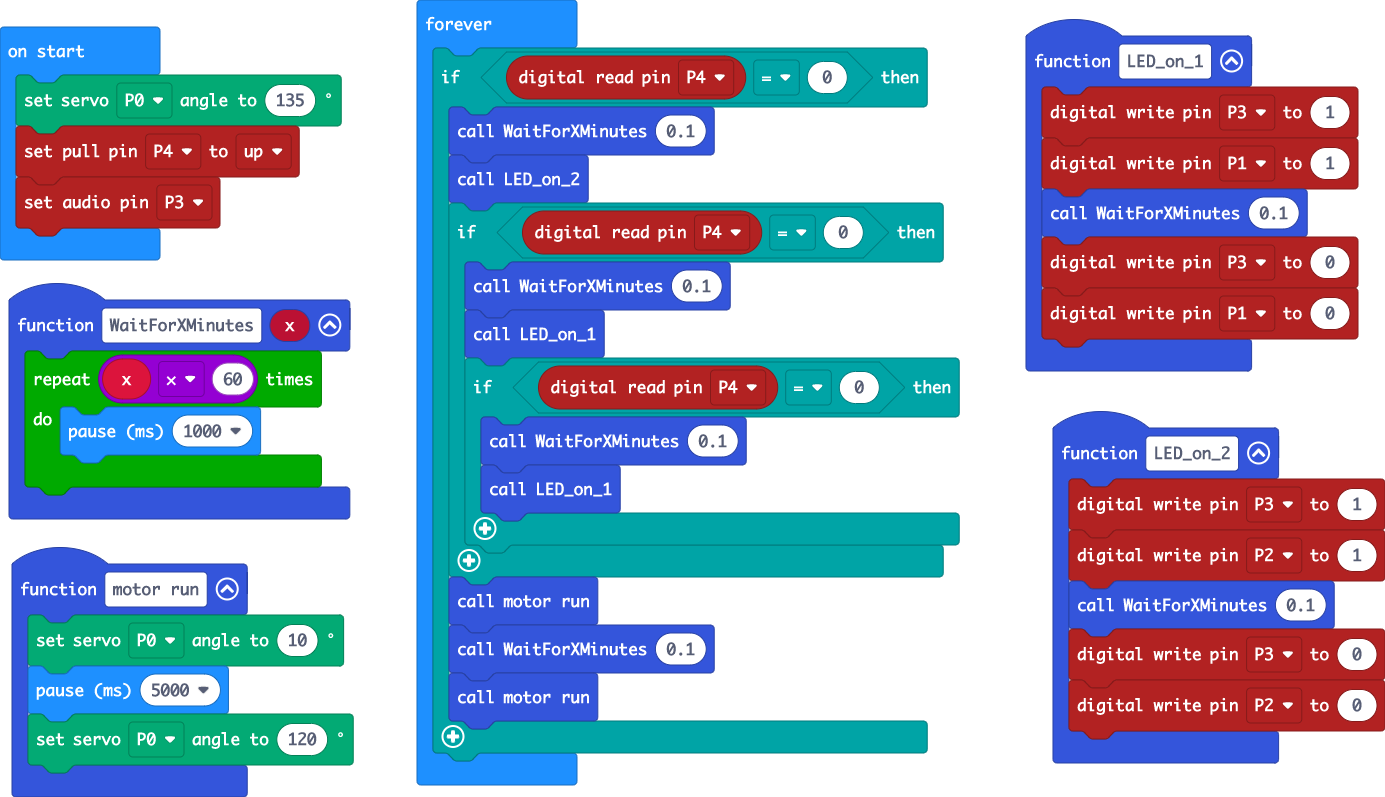 on start
set servo P0 angle to 135 °
set pull pin P4 to up
set audio pin P3
function WaitForXMinutes x
repeat x × 60 times
do
pause (ms) 1000
function motor run
set servo P0 angle to 10 °
pause (ms) 5000
set servo P0 angle to 120 °
forever
if digital read pin P4 = 0 then
call WaitForXMinutes 0.1
call LED_on_2
if digital read pin P4 = 0 then
call WaitForXMinutes 0.1
call LED_on_1
if digital read pin P4 = 0 then
call WaitForXMinutes 0.1
call LED_on_1
call motor run
call WaitForXMinutes 0.1
call motor run
function LED_on_1
digital write pin P3 to 1
digital write pin P1 to 1
call WaitForXMinutes 0.1
digital write pin P3 to 0
digital write pin P1 to 0
function LED_on_2
digital write pin P3 to 1
digital write pin P2 to 1
call WaitForXMinutes 0.1
digital write pin P3 to 0
digital write pin P2 to 0